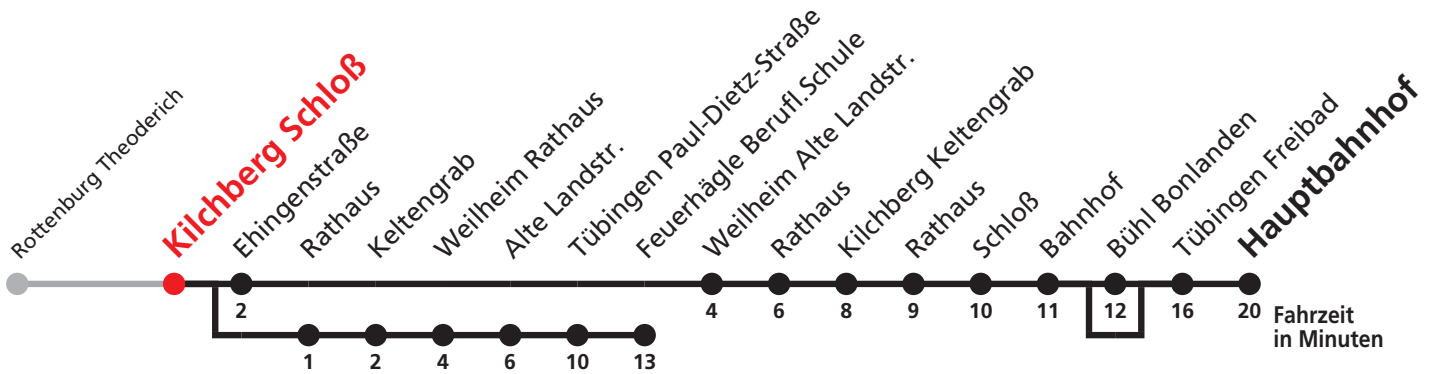 Rottenburg Theoderich
Kilchberg Schloß
Ehingenstraße
Rathaus
Keltengrab
Weilheim Rathaus
Alte Landstr.
Tübingen Paul-Dietz-Straße
Feuerhägle Berufl.Schule
Weilheim Alte Landstr.
Rathaus
Kilchberg Keltengrab
Rathaus
Schloß
Bahnhof
Bühl Bonlanden
Tübingen Freibad
Hauptbahnhof
2 4 6 8 9 10 11 12 16 20 Fahrzeit
in Minuten
1 2 4 6 10 13